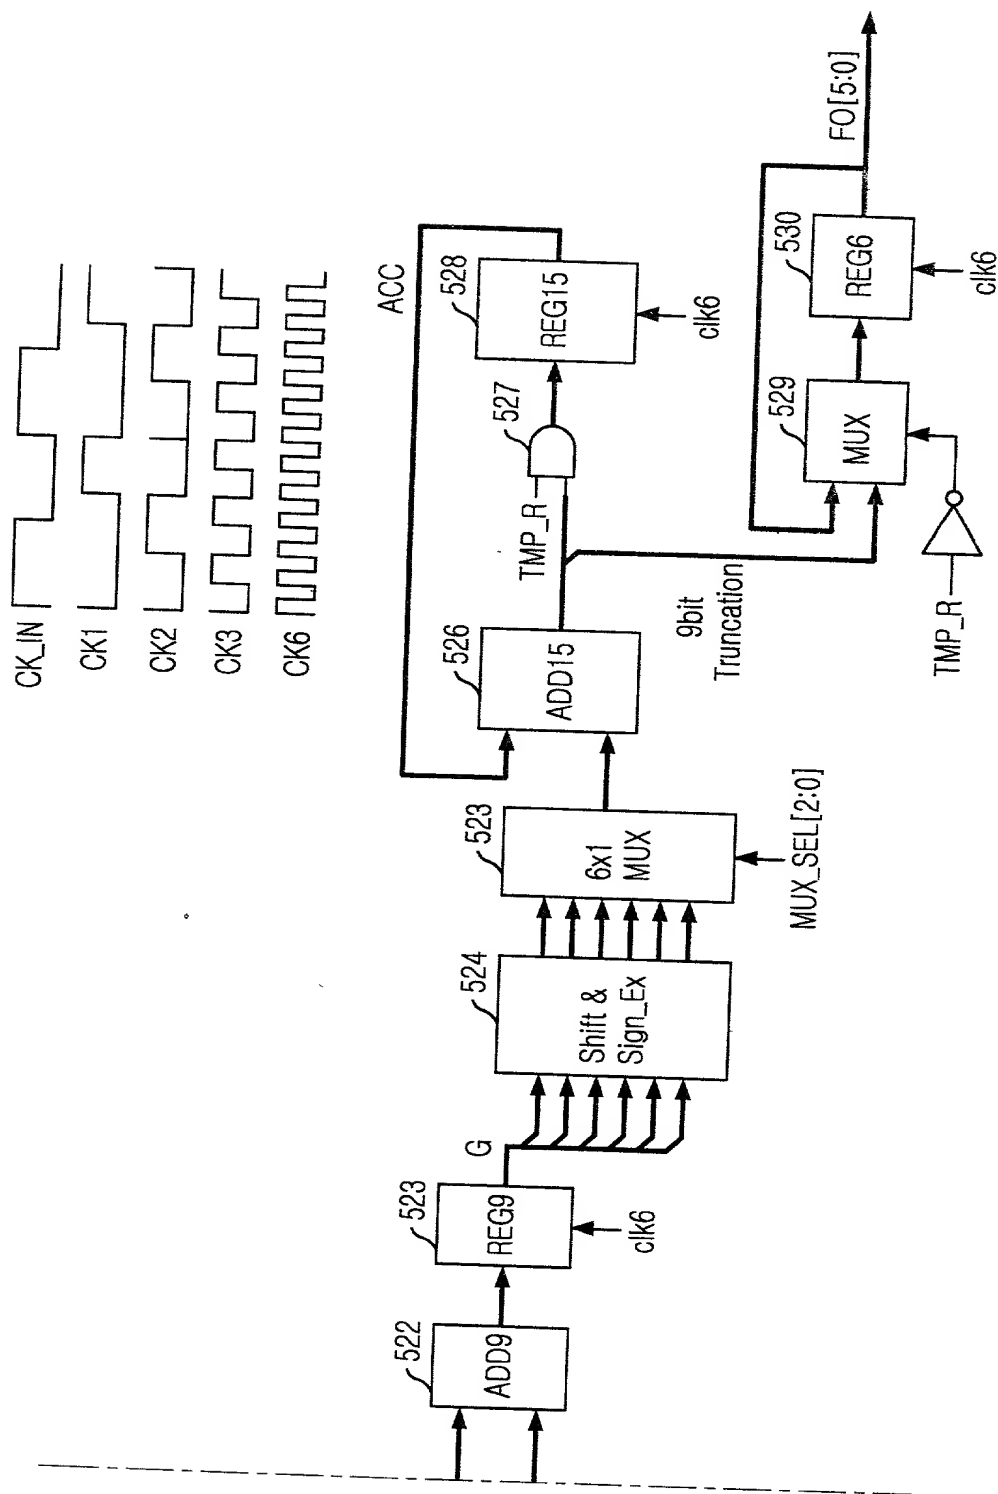 CK_IN
CK1
CK2
CK3
CK6
522
ADD9
523
REG9
clk6
G
524
Shift &
Sign_Ex
523
6x1
MUX
MUX_SEL[2:0]
526
ADD15
ACC
TMP_R
527
528
REG15
clk6
9bit
Truncation
TMP_R
529
MUX
530
REG6
clk6
FO[5:0]